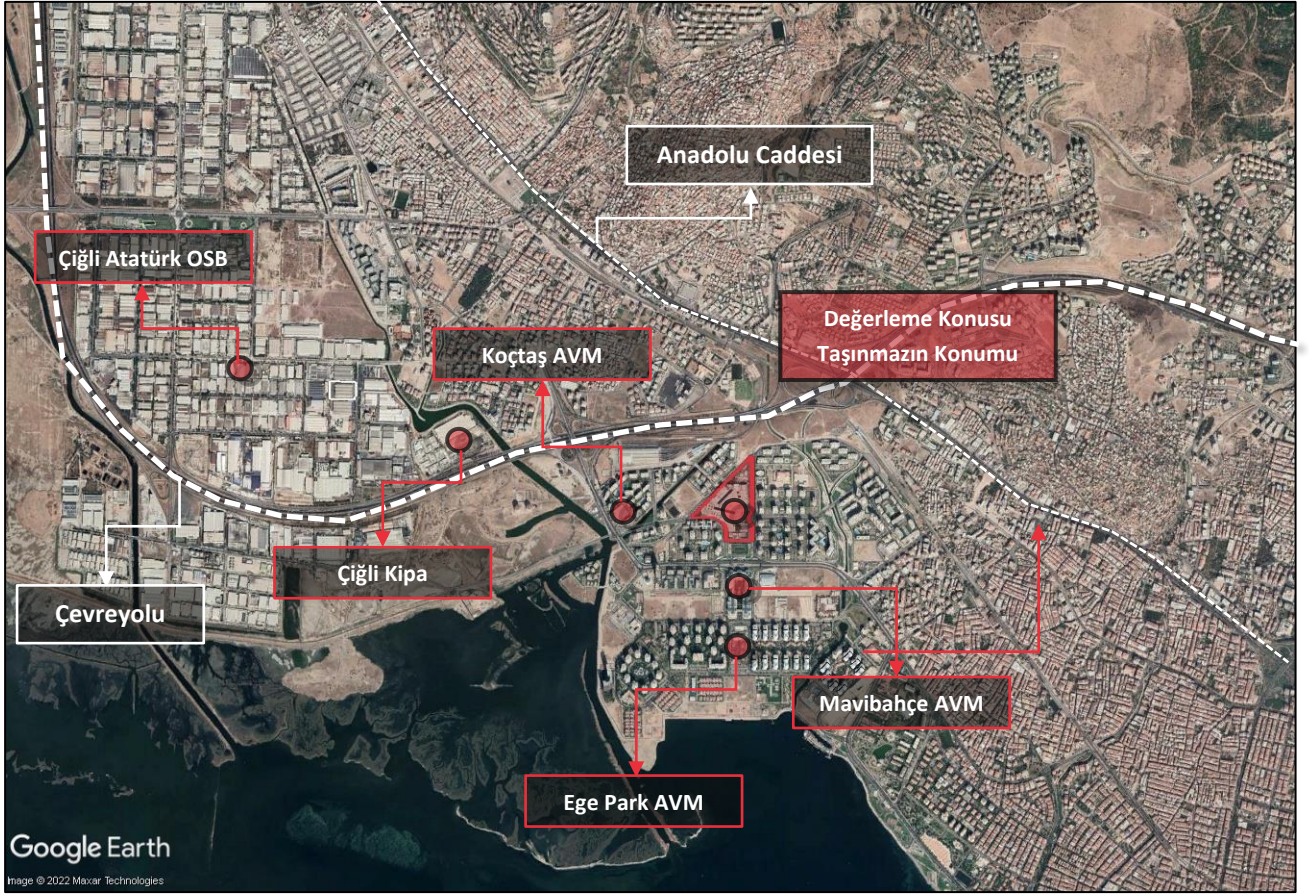 Anadolu Caddesi
Çiğli Atatürk OSB
Değerleme Konusu
Taşınmazın Konumu
Koçtaş AVM
Çiğli Kipa
Çevreyolu
Mavibahçe AVM
Ege Park AVM
Google Earth
Image © 2022 Maxar Technologies